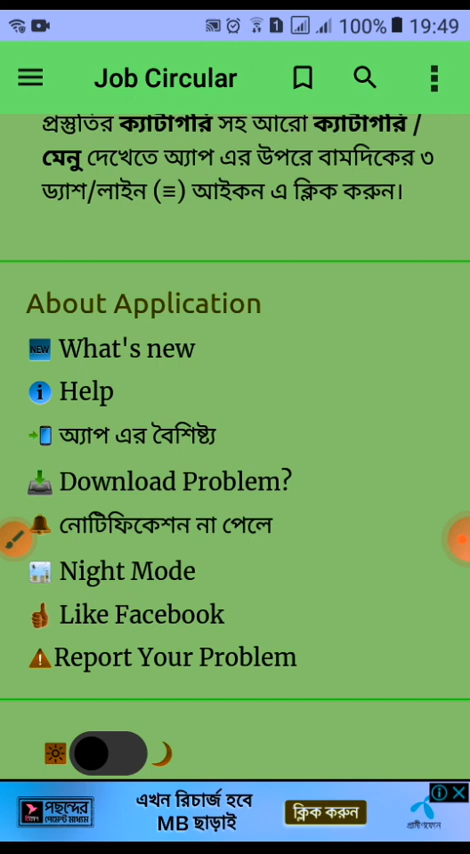 100% 19:49
Job Circular
প্রস্তুতির ক্যাটাগরি সহ আরো ক্যাটাগরি /
মেনু দেখেতে অ্যাপ এর উপরে বামদিকের ৩
ড্যাশ/লাইন (≡) আইকন এ ক্লিক করুন।
About Application
NEW What's new
Help
অ্যাপ এর বৈশিষ্ট্য
Download Problem?
নোটিফিকেশন না পেলে
Night Mode
Like Facebook
Report Your Problem
পছন্দের
পেমেন্ট মাধ্যম
এখন রিচার্জ হবে
MB ছাড়াই
ক্লিক করুন
গ্রামীণফোন